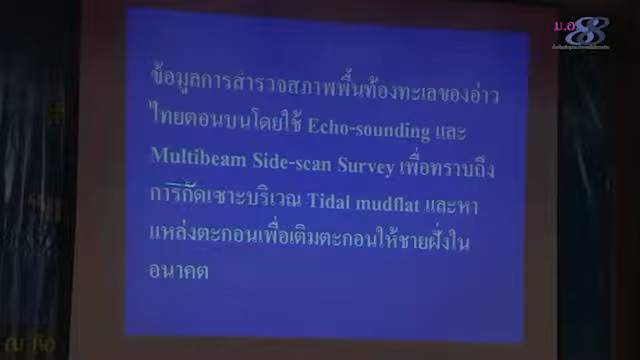 ม.อ.
ข้อมูลการสำรวจสภาพพื้นท้องทะเลของอ่าว
ไทยตอนบนโดยใช้ Echo-sounding และ
Multibeam Side-scan Survey เพื่อทราบถึง
การกัดเซาะบริเวณ Tidal mudflat และหา
แหล่งตะกอนเพื่อเติมตะกอนให้ชายฝั่งใน
อนาคต